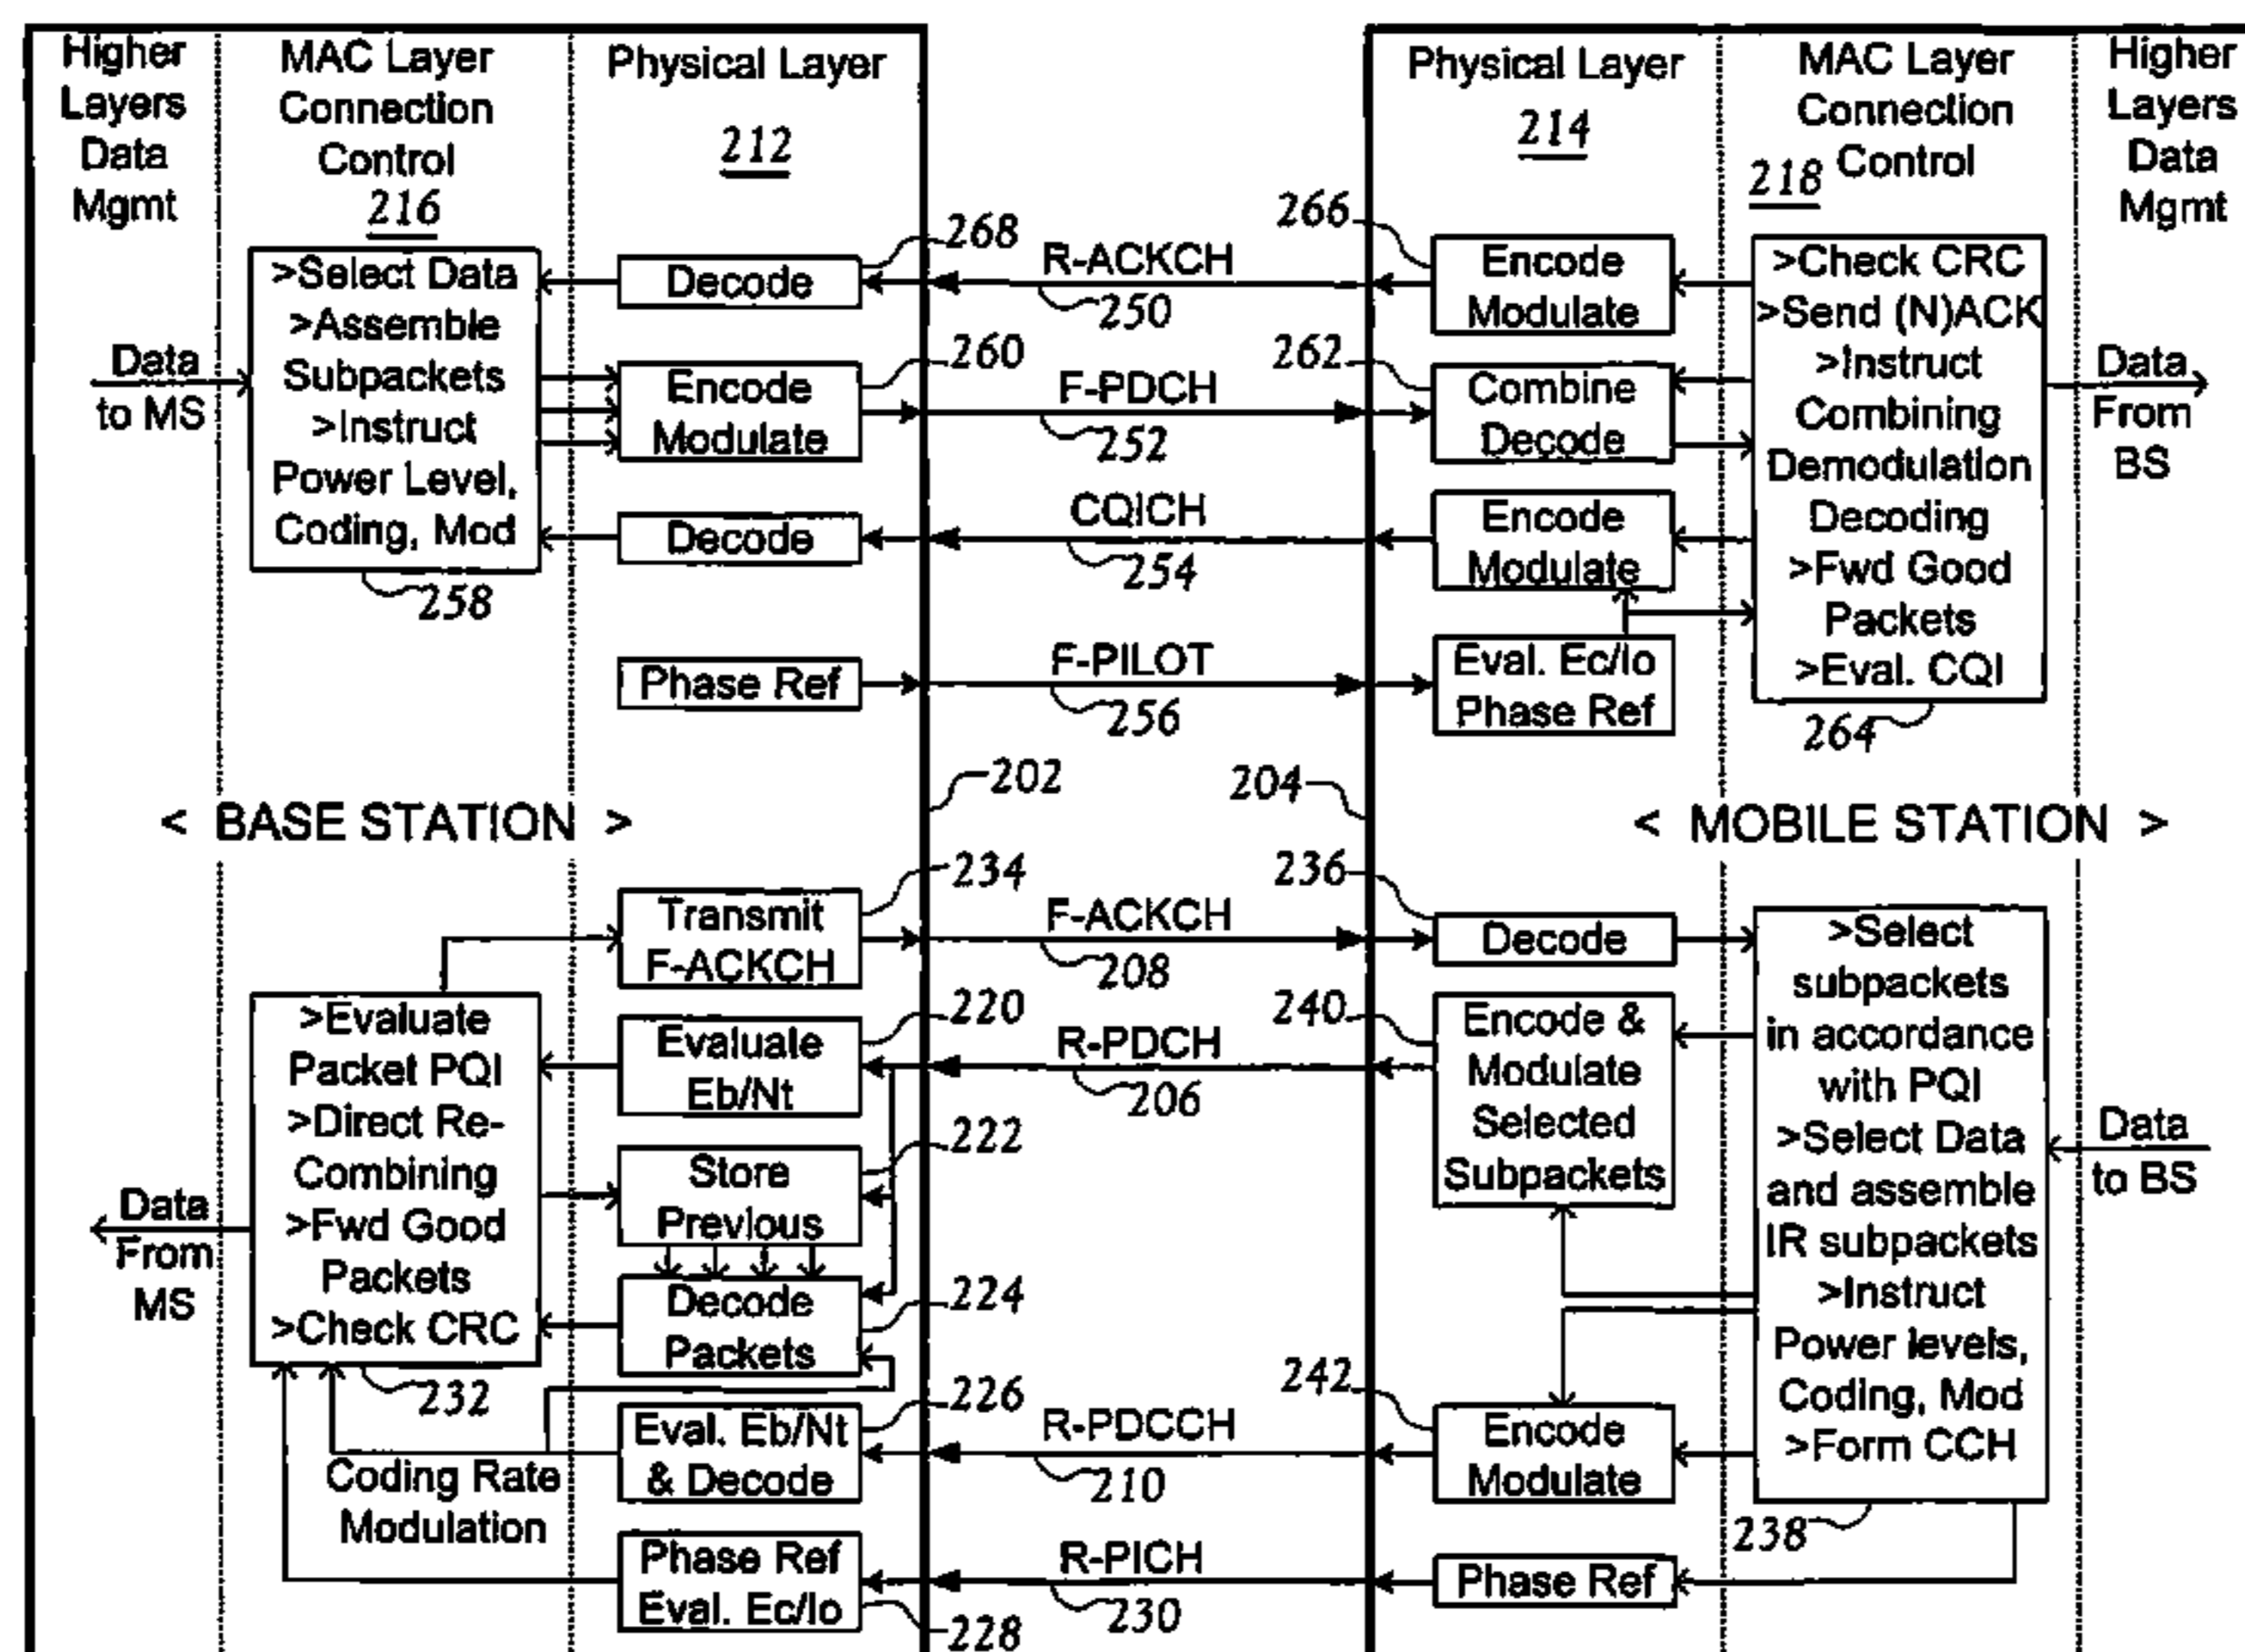 Higher
Layers
Data
Mgmt
MAC Layer
Connection
Control
216
Physical Layer
212
Physical Layer
214
MAC Layer
Connection
Control
218
Higher
Layers
Data
Mgmt
Data
to MS
>Select Data
>Assemble
Subpackets
>Instruct
Power Level,
Coding, Mod
258
Decode
268
R-ACKCH
250
266
Encode
Modulate
Encode
Modulate
260
F-PDCH
252
262
Combine
Decode
Decode
CQICH
254
Encode
Modulate
Phase Ref
F-PILOT
256
Eval. Ec/Io
Phase Ref
>Check CRC
>Send (N)ACK
>Instruct
Combining
Demodulation
Decoding
>Fwd Good
Packets
>Eval. CQI
264
Data
From
BS
< BASE STATION >
202
204
< MOBILE STATION >
Transmit
F-ACKCH
234
F-ACKCH
208
236
Decode
Data
From
MS
>Evaluate
Packet PQI
>Direct Re-
Combining
>Fwd Good
Packets
>Check CRC
232
Evaluate
Eb/Nt
220
R-PDCH
206
240
Encode &
Modulate
Selected
Subpackets
Store
Previous
222
Decode
Packets
224
Coding Rate
Modulation
Eval. Eb/Nt
& Decode
226
R-PDCCH
210
242
Encode
Modulate
Phase Ref
Eval. Ec/Io
228
R-PICH
230
Phase Ref
>Select
subpackets
in accordance
with PQI
>Select Data
and assemble
IR subpackets
>Instruct
Power levels,
Coding, Mod
>Form CCH
238
Data
to BS